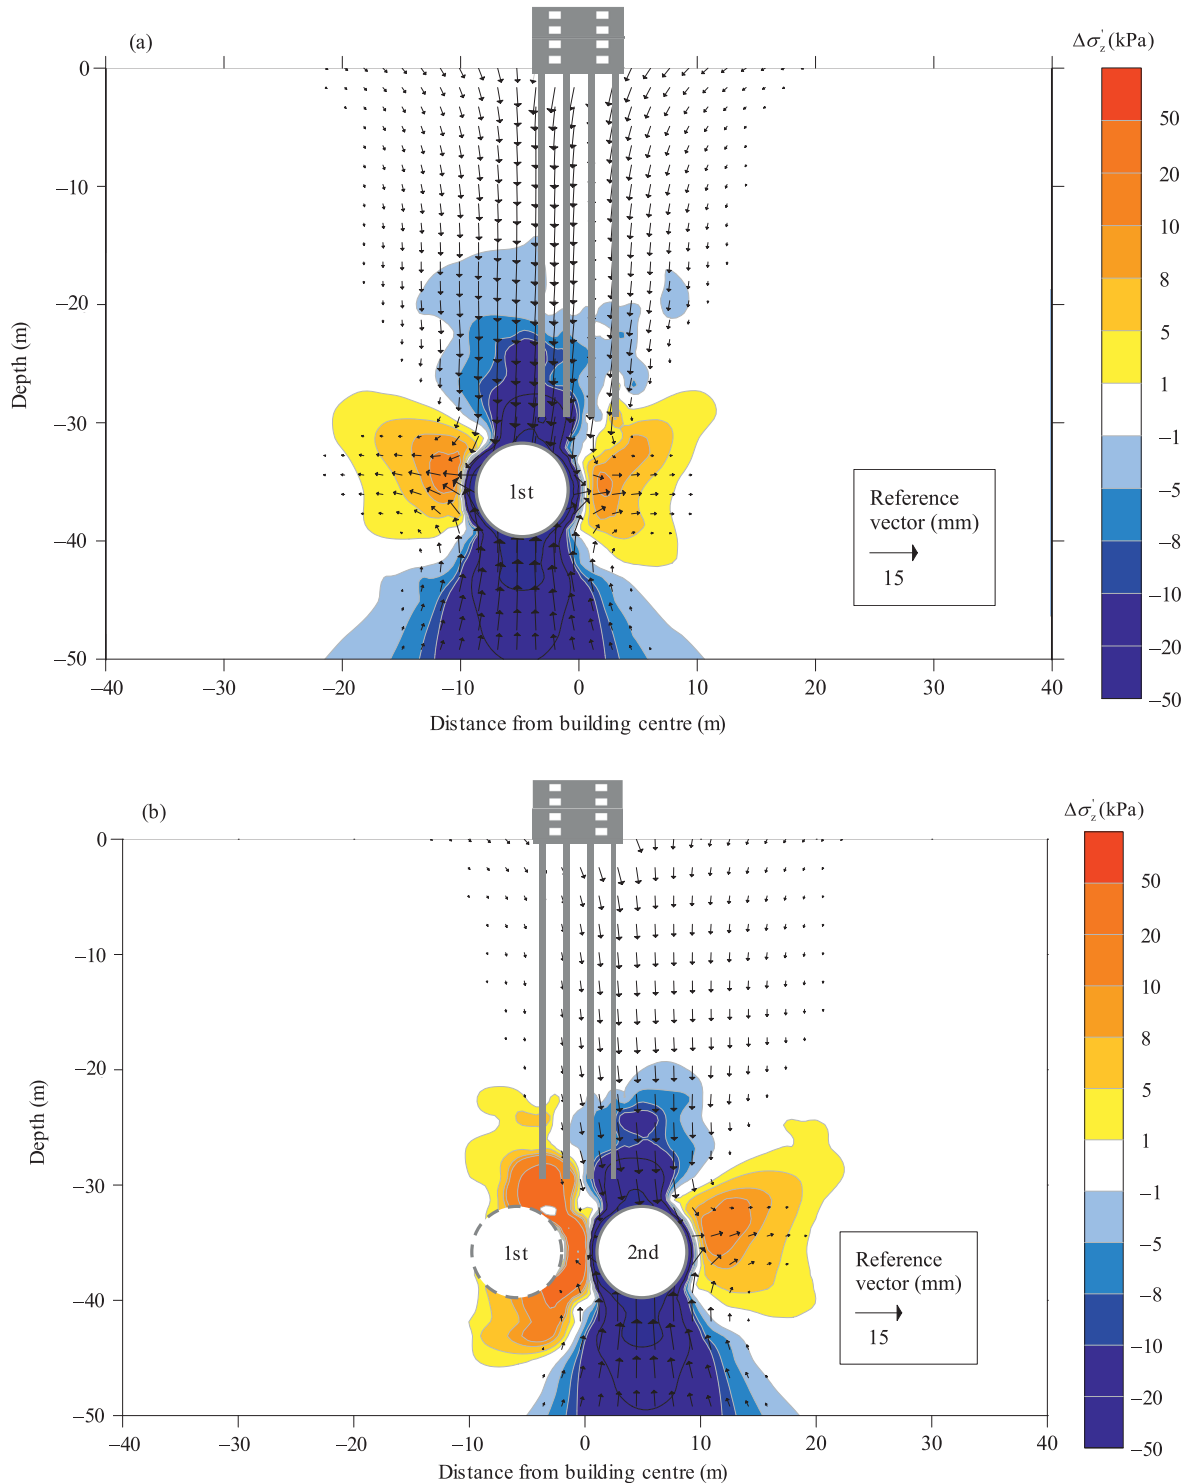 (a)
Δσz' (kPa)
0
−10
−20
−30
−40
−50
Depth (m)
50
20
10
8
5
1
−1
−5
−8
−10
−20
−50
1st
Reference
vector (mm)
15
−40 −30 −20 −10 0 10 20 30 40
Distance from building centre (m)
(b)
Δσz' (kPa)
0
−10
−20
−30
−40
−50
Depth (m)
50
20
10
8
5
1
−1
−5
−8
−10
−20
−50
1st
2nd
Reference
vector (mm)
15
−40 −30 −20 −10 0 10 20 30 40
Distance from building centre (m)